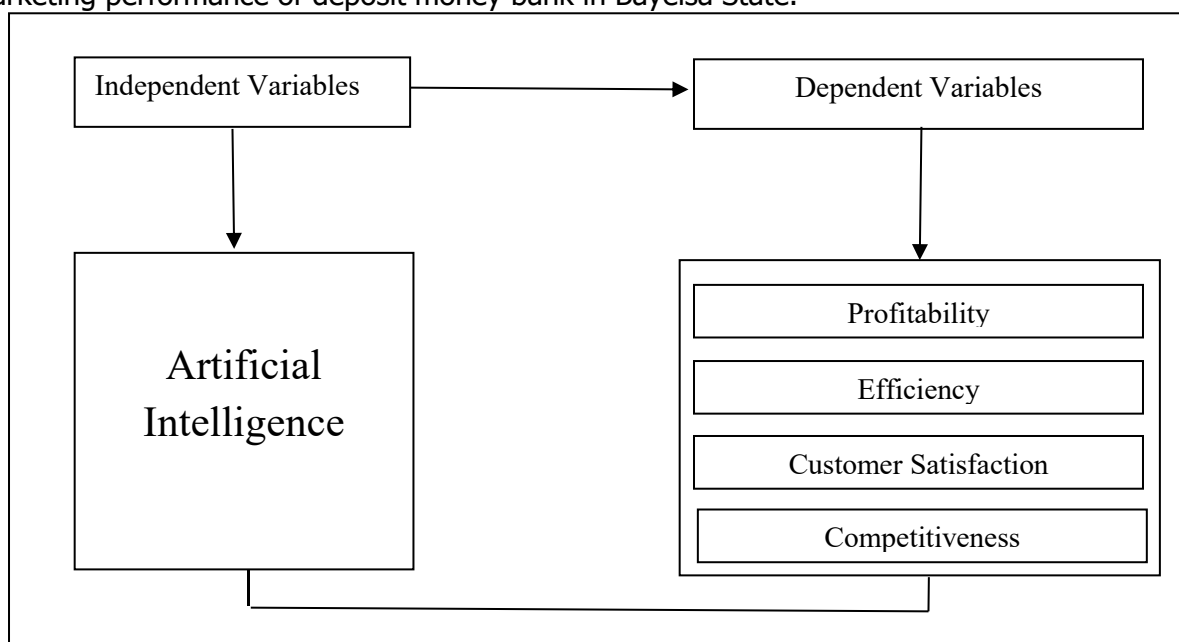 marketing performance of deposit money bank in Bayelsa State.
Independent Variables
Dependent Variables
Artificial
Intelligence
Profitability
Efficiency
Customer Satisfaction
Competitiveness